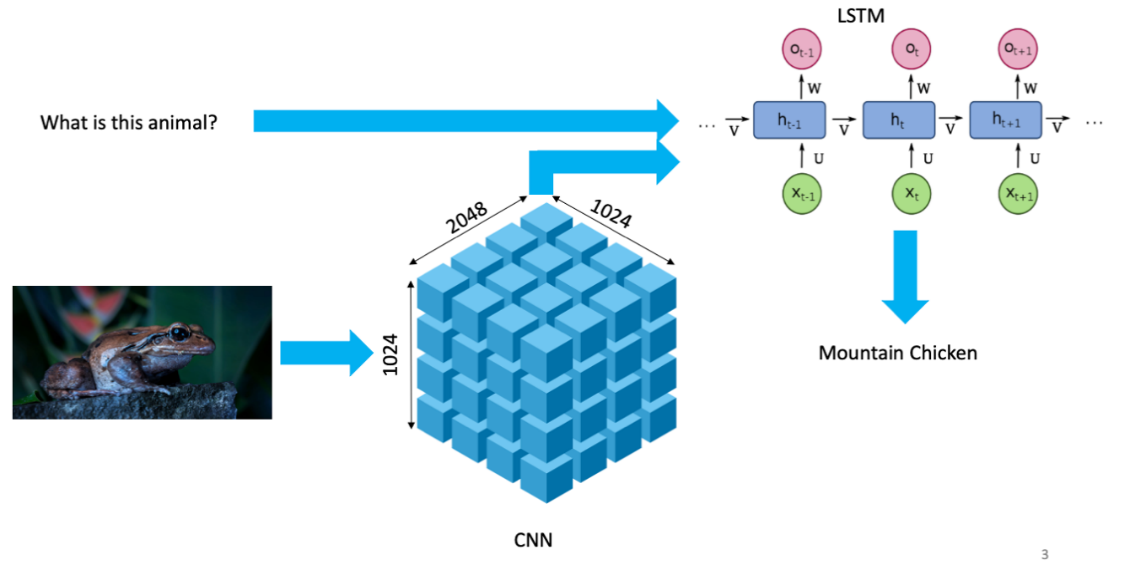 LSTM
What is this animal?
o_{t-1} o_t o_{t+1}
W W W
... V h_{t-1} V h_t V h_{t+1} V ...
U U U
x_{t-1} x_t x_{t+1}
2048
1024
1024
Mountain Chicken
CNN
3